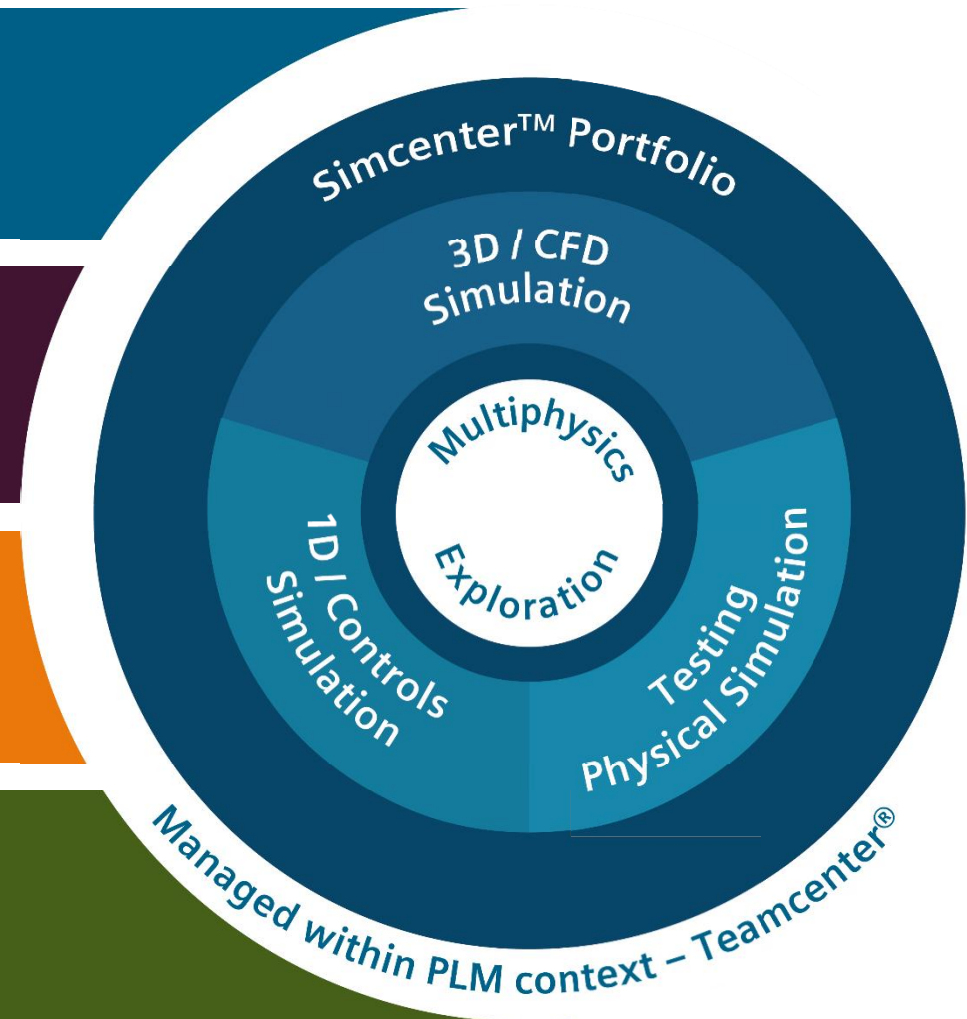 Simcenter™ Portfolio
3D / CFD
Simulation
Multiphysics
Exploration
1D / Controls
Simulation
Testing
Physical Simulation
Managed within PLM context – Teamcenter®